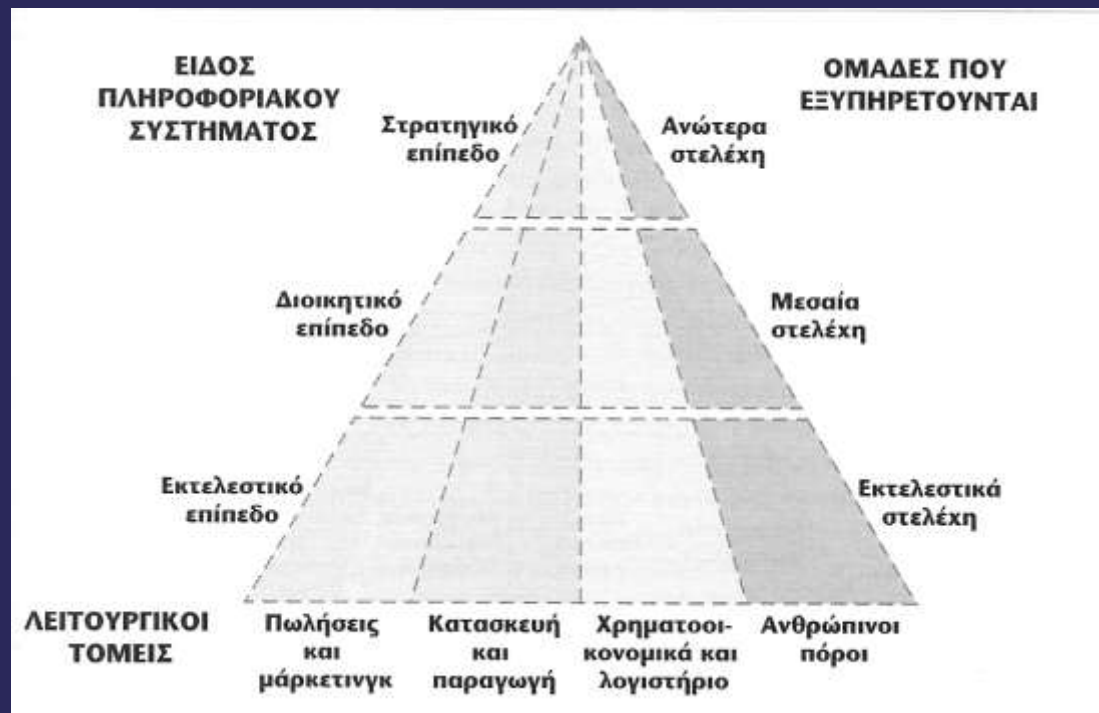 ΕΙΔΟΣ
ΠΛΗΡΟΦΟΡΙΑΚΟΥ
ΣΥΣΤΗΜΑΤΟΣ
ΟΜΑΔΕΣ ΠΟΥ
ΕΞΥΠΗΡΕΤΟΥΝΤΑΙ
Στρατηγικό
επίπεδο
Ανώτερα
στελέχη
Διοικητικό
επίπεδο
Μεσαία
στελέχη
Εκτελεστικό
επίπεδο
Εκτελεστικά
στελέχη
ΛΕΙΤΟΥΡΓΙΚΟΙ
ΤΟΜΕΙΣ
Πωλήσεις
και
μάρκετινγκ
Κατασκευή
και
παραγωγή
Χρηματοοι-
κονομικά και
λογιστήριο
Ανθρώπινοι
πόροι